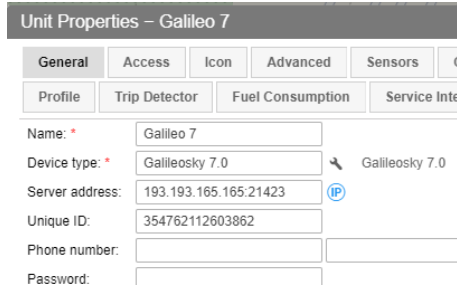 Unit Properties – Galileo 7
General Access Icon Advanced Sensors
Profile Trip Detector Fuel Consumption Service Inte
Name: * Galileo 7
Device type: * Galileosky 7.0 Galileosky 7.0
Server address: 193.193.165.165:21423 IP
Unique ID: 354762112603862
Phone number:
Password: